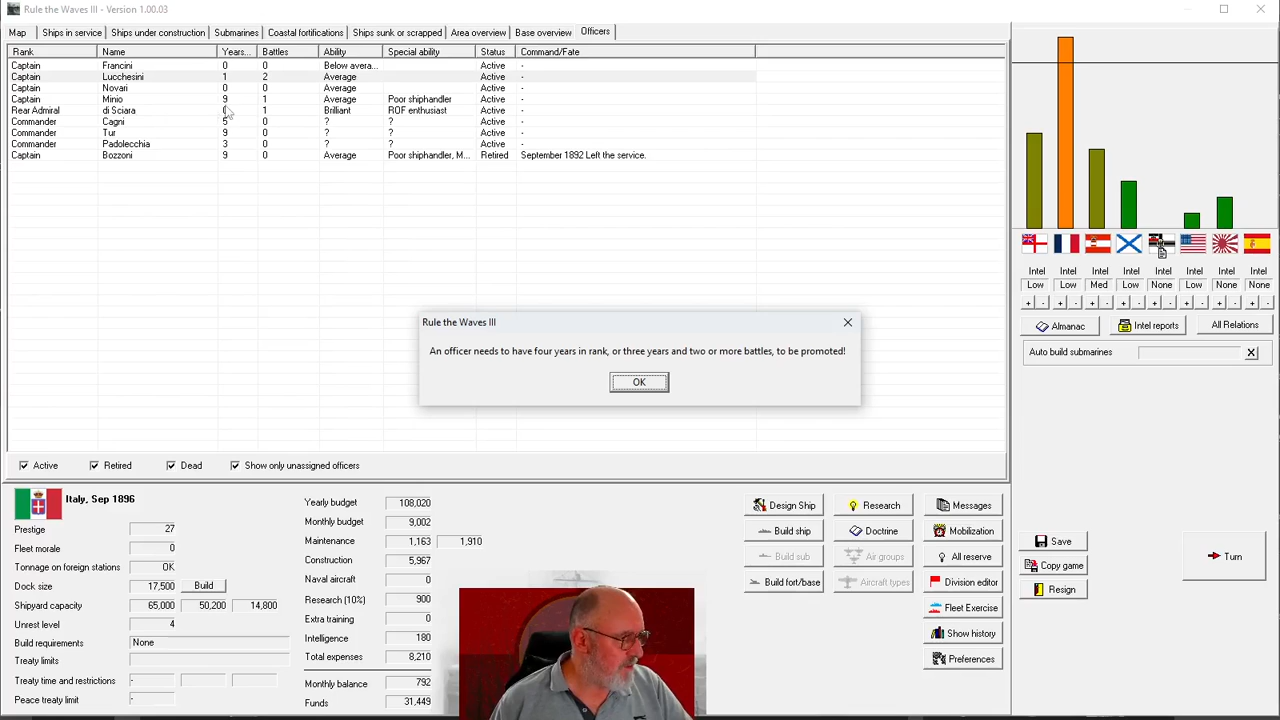 Rule the Waves III - Version 1.00.03
Map Ships in service Ships under construction Submarines Coastal fortifications Ships sunk or scrapped Area overview Base overview Officers
Rank Name Years... Battles Ability Special ability Status Command/Fate
Captain Francini 0 0 Below avera... Active -
Captain Lucchesini 1 2 Average Active -
Captain Novari 0 0 Average Active -
Captain Minio 9 1 Average Poor shiphandler Active -
Rear Admiral di Sciara 1 Brilliant ROF enthusiast Active -
Commander Cagni 5 0 ? ? Active -
Commander Tur 9 0 ? ? Active -
Commander Padolecchia 3 0 ? ? Active -
Captain Bozzoni 9 0 Average Poor shiphandler, M... Retired September 1892 Left the service.
Rule the Waves III
An officer needs to have four years in rank, or three years and two or more battles, to be promoted!
OK
Active Retired Dead Show only unassigned officers
Intel Intel Intel Intel Intel Intel Intel Intel
Low Low Med Low None Low None None
+ - + - + - + - + - + - + - + -
Almanac Intel reports All Relations
Auto build submarines X
Italy, Sep 1896
Prestige 27
Fleet morale 0
Tonnage on foreign stations OK
Dock size 17,500 Build
Shipyard capacity 65,000 50,200 14,800
Unrest level 4
Build requirements None
Treaty limits
Treaty time and restrictions -
Peace treaty limit -
Yearly budget 108,020
Monthly budget 9,002
Maintenance 1,163 1,910
Construction 5,967
Naval aircraft 0
Research (10%) 900
Extra training 0
Intelligence 180
Total expenses 8,210
Monthly balance 792
Funds 31,449
Design Ship Research Messages
Build ship Doctrine Mobilization
Build sub Air groups All reserve
Build fort/base Aircraft types Division editor
Fleet Exercise
Show history
Preferences
Save
Copy game
Resign
Turn